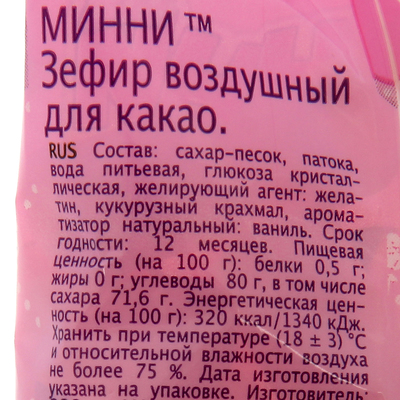 МИННИ™
Зефир воздушный
для какао.
RUS Состав: сахар-песок, патока,
вода питьевая, глюкоза кристал-
лическая, желирующий агент: жела-
тин, кукурузный крахмал, арома-
тизатор натуральный: ваниль. Срок
годности: 12 месяцев. Пищевая
ценность (на 100 г): белки 0,5 г;
жиры 0 г; углеводы 80 г, в том числе
сахара 71,6 г. Энергетическая цен-
ность (на 100 г): 320 ккал/1340 кДж.
Хранить при температуре (18 ± 3) °С
и относительной влажности воздуха
не более 75 %. Дата изготовления
указана на упаковке. Изготовитель: